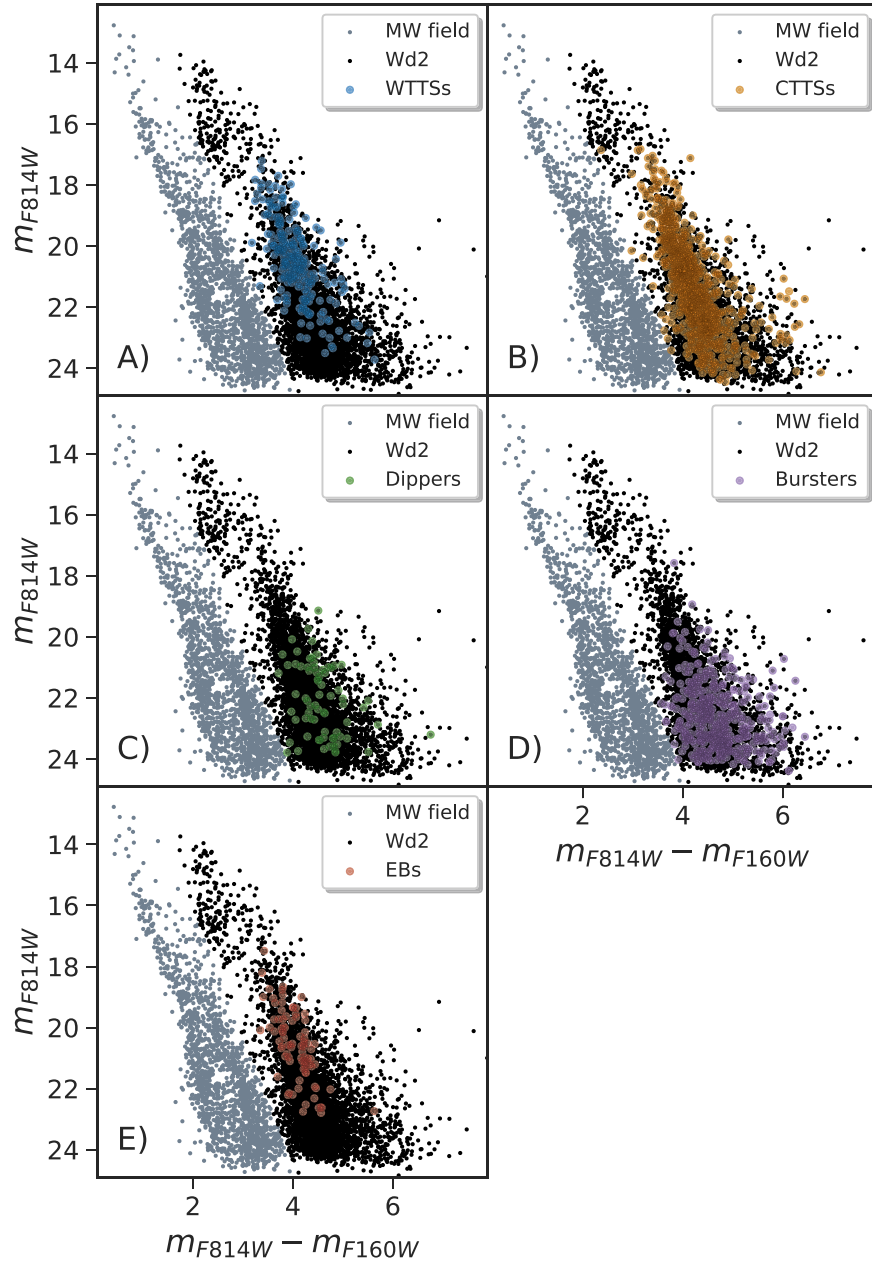 MW field
Wd2
WTTSs
14
16
18
20
22
24
m_F814W
A)
MW field
Wd2
CTTSs
B)
MW field
Wd2
Dippers
14
16
18
20
22
24
m_F814W
C)
MW field
Wd2
Bursters
D)
2 4 6
m_F814W − m_F160W
MW field
Wd2
EBs
14
16
18
20
22
24
m_F814W
E)
2 4 6
m_F814W − m_F160W